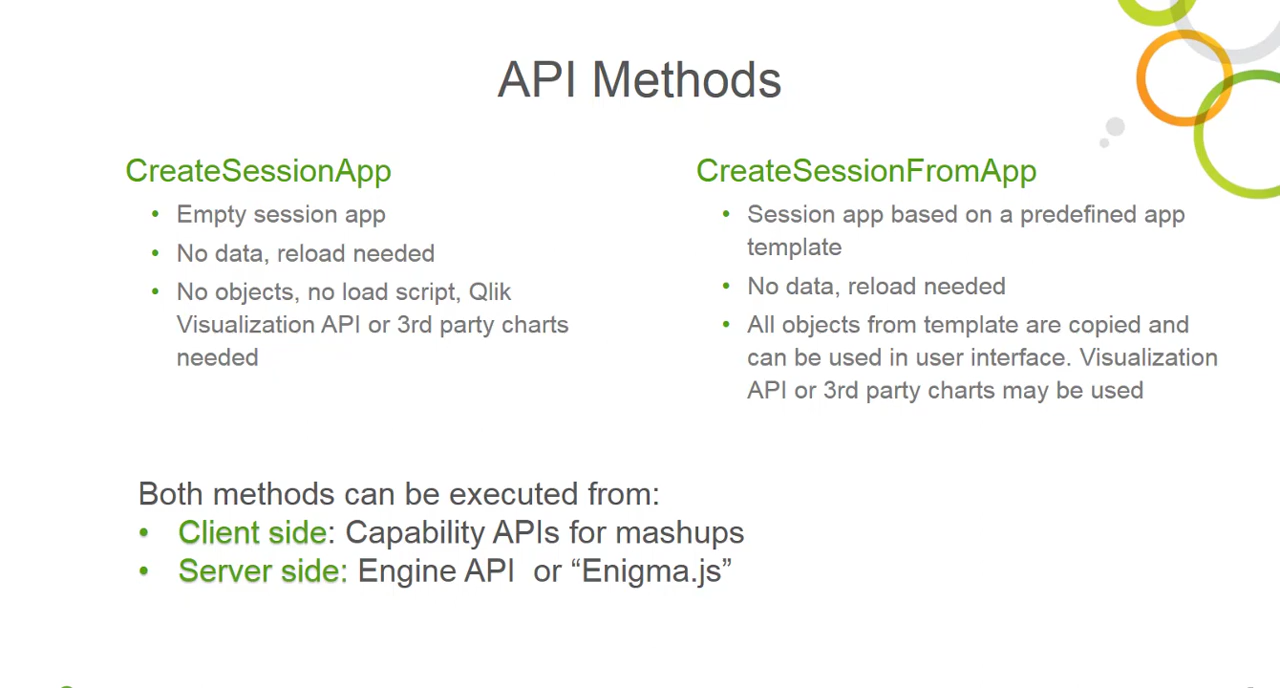 API Methods
CreateSessionApp
• Empty session app
• No data, reload needed
• No objects, no load script, Qlik
Visualization API or 3rd party charts
needed
CreateSessionFromApp
• Session app based on a predefined app
template
• No data, reload needed
• All objects from template are copied and
can be used in user interface. Visualization
API or 3rd party charts may be used
Both methods can be executed from:
• Client side: Capability APIs for mashups
• Server side: Engine API or “Enigma.js”